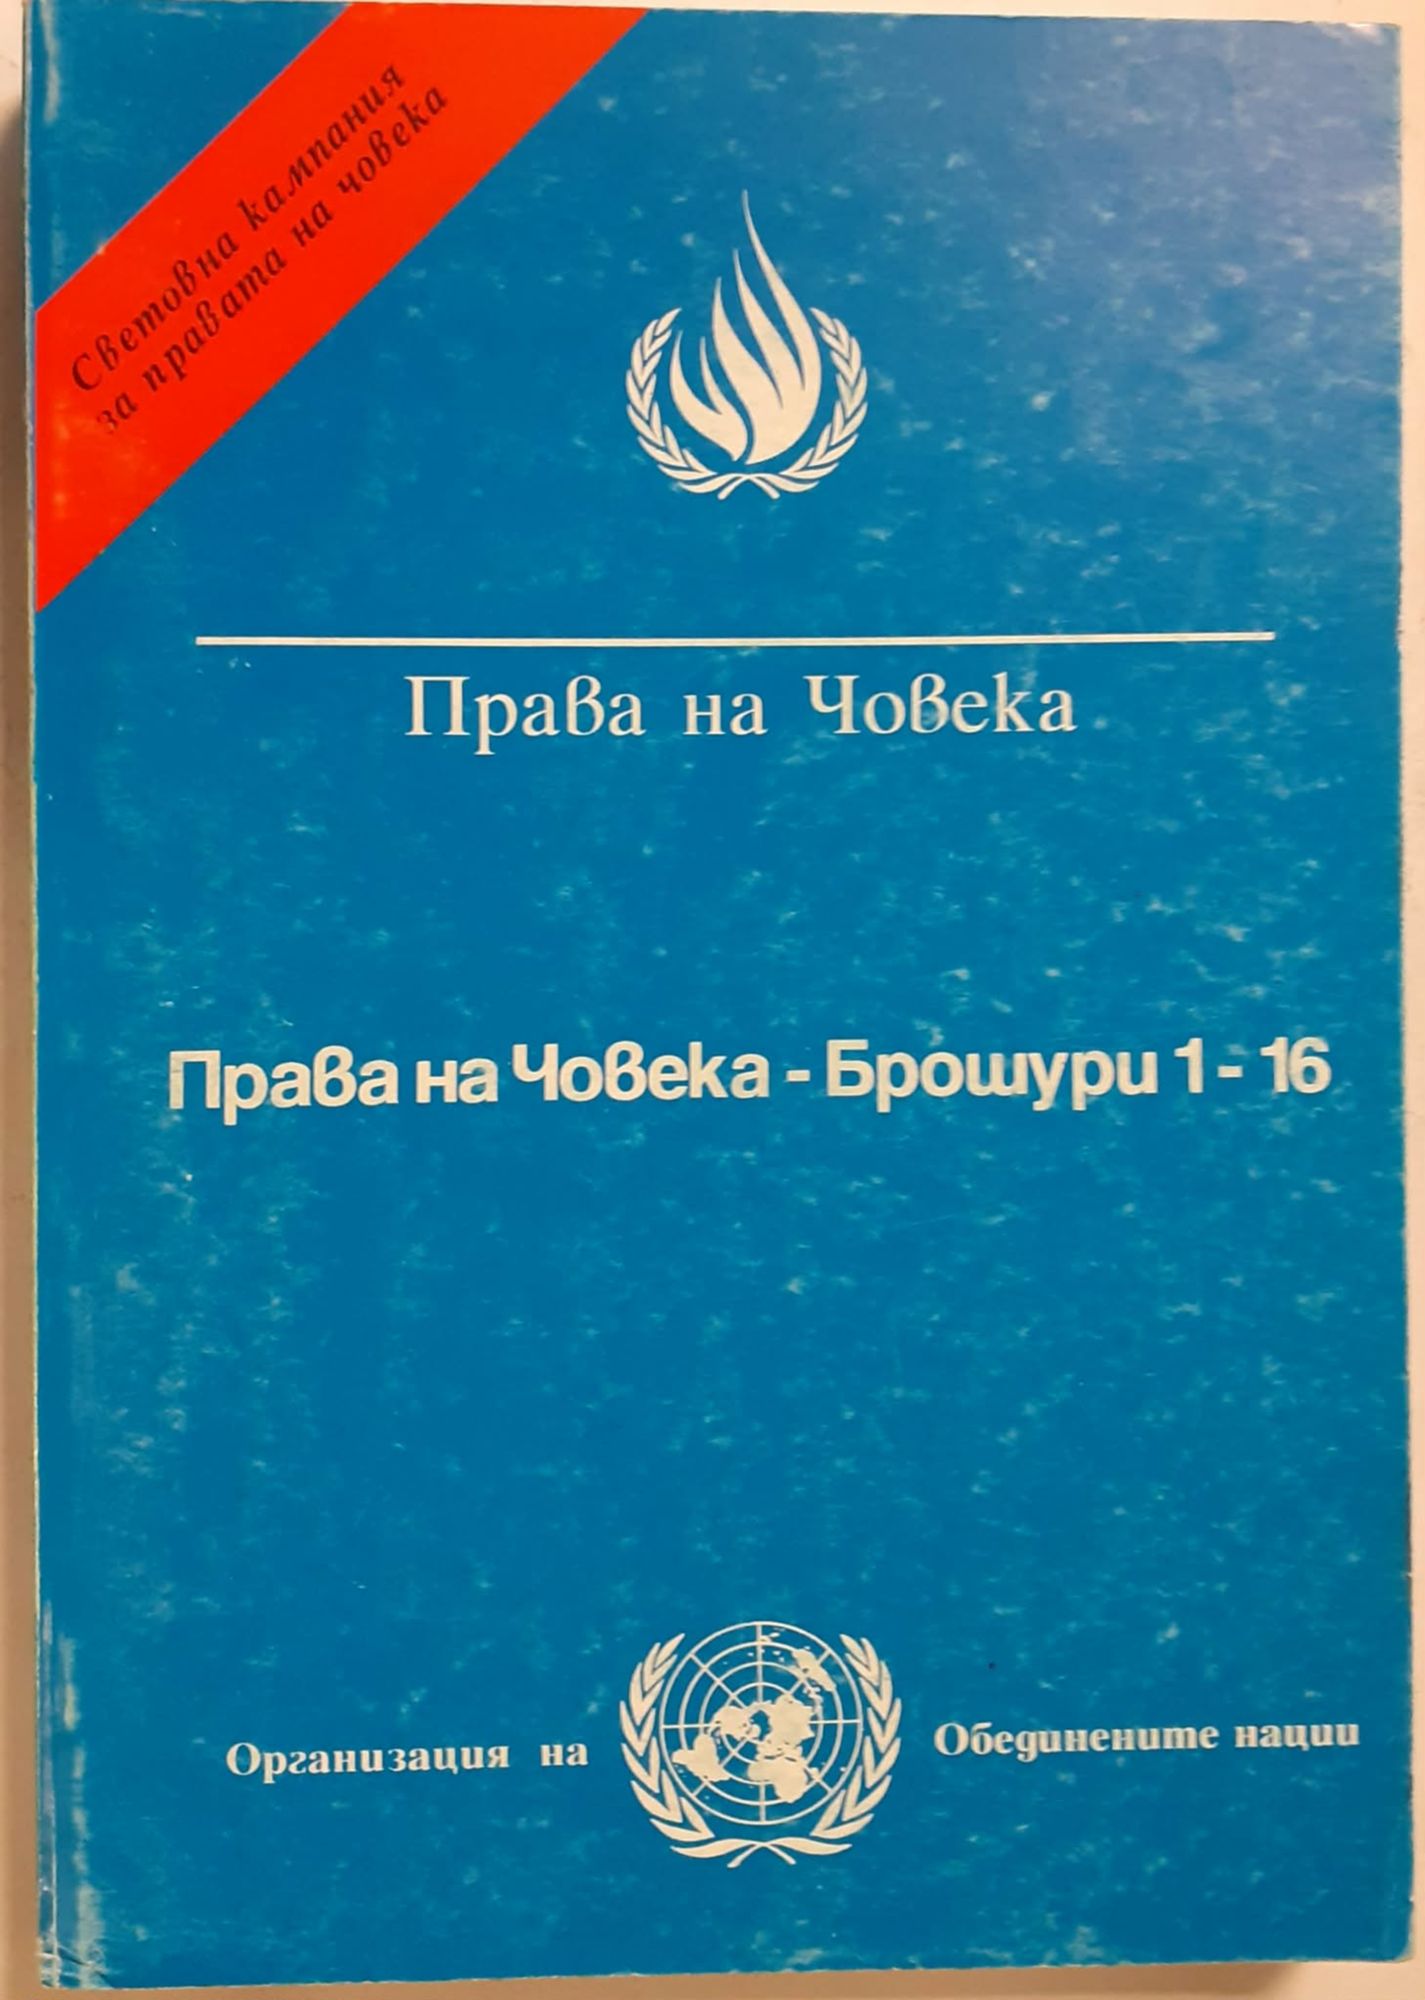 Световна кампания
за правата на човека
Права на Човека
Права на Човека - Брошури 1 - 16
Организация на Обединените нации